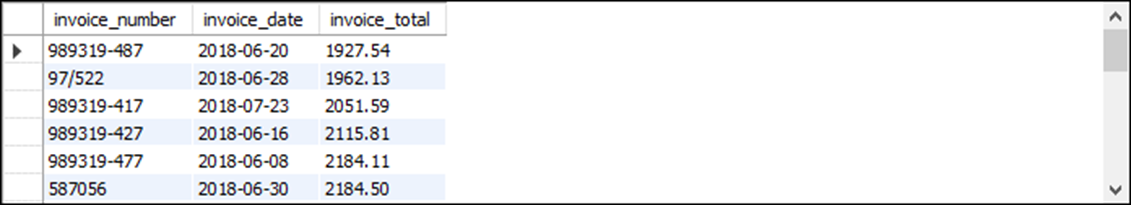 invoice_number invoice_date invoice_total
989319-487 2018-06-20 1927.54
97/522 2018-06-28 1962.13
989319-417 2018-07-23 2051.59
989319-427 2018-06-16 2115.81
989319-477 2018-06-08 2184.11
587056 2018-06-30 2184.50